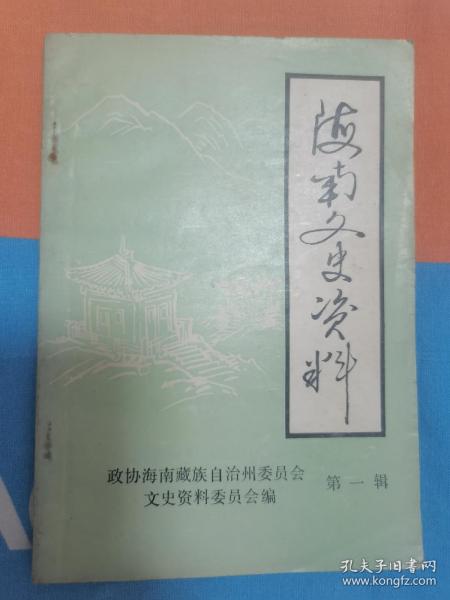 海南文史资料
政协海南藏族自治州委员会
文史资料委员会编
第一辑
孔夫子旧书网
www.kongfz.com